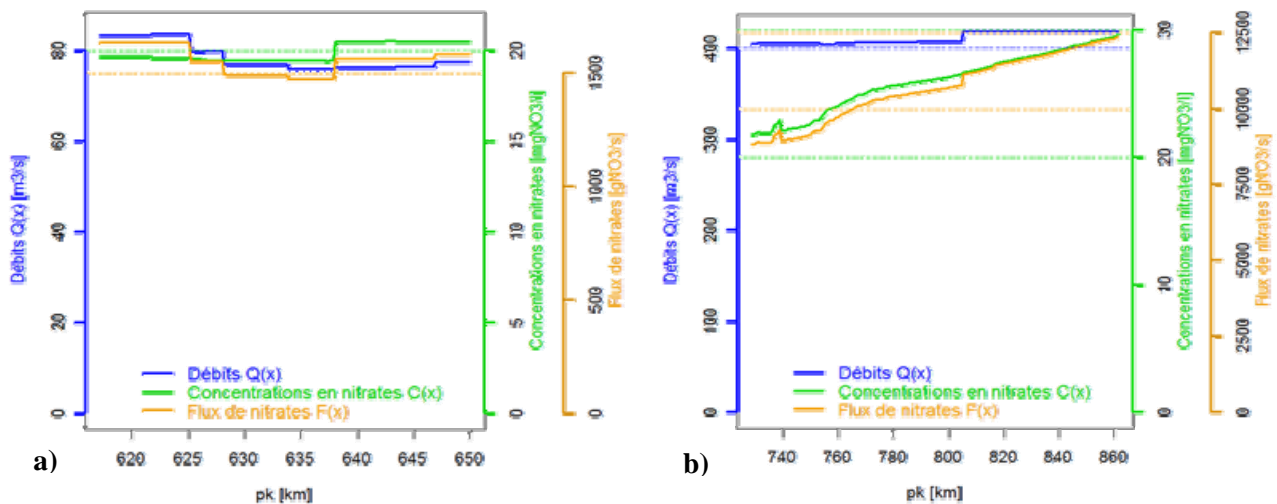 Débits Q(x) [m3/s]
0 20 40 60 80
Débits Q(x)
Concentrations en nitrates C(x)
Flux de nitrates F(x)
620 625 630 635 640 645 650
pk [km]
0 5 10 15 20
Concentrations en nitrates [mgNO3/l]
0 500 1000 1500
Flux de nitrates [gNO3/s]
a)
Débits Q(x) [m3/s]
0 100 200 300 400
Débits Q(x)
Concentrations en nitrates C(x)
Flux de nitrates F(x)
740 760 780 800 820 840 860
pk [km]
0 10 20 30
Concentrations en nitrates [mgNO3/l]
0 2500 5000 7500 10000 12500
Flux de nitrates [gNO3/s]
b)